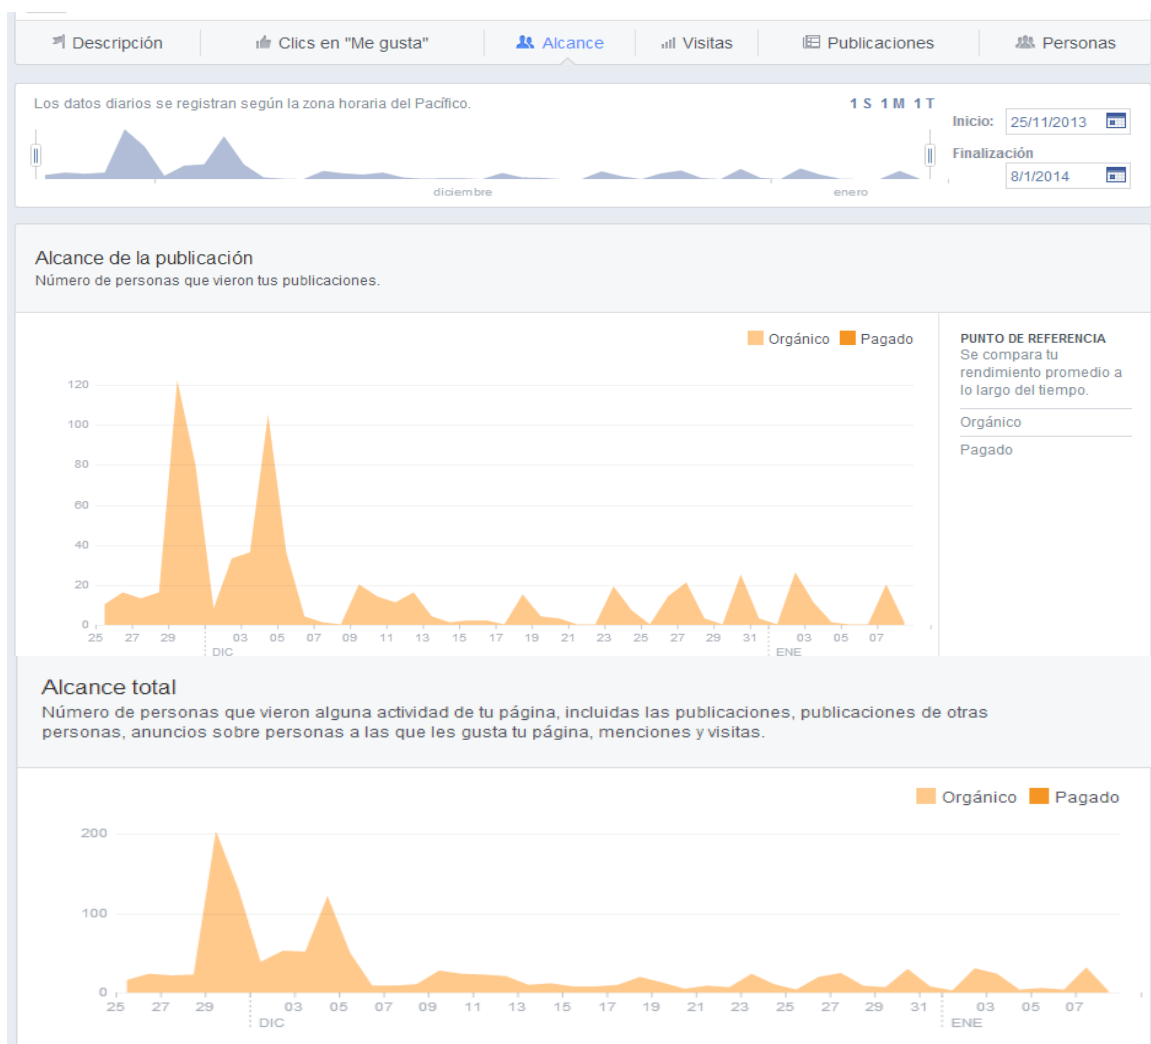 Descripción Clics en "Me gusta" Alcance Visitas Publicaciones Personas
Los datos diarios se registran según la zona horaria del Pacífico.
1 S 1 M 1 T
Inicio: 25/11/2013
Finalización
8/1/2014
diciembre enero
Alcance de la publicación
Número de personas que vieron tus publicaciones.
Orgánico Pagado
120
100
80
60
40
20
0
25 27 29 03 05 07 09 11 13 15 17 19 21 23 25 27 29 31 03 05 07
DIC ENE
PUNTO DE REFERENCIA
Se compara tu
rendimiento promedio a
lo largo del tiempo.
Orgánico
Pagado
Alcance total
Número de personas que vieron alguna actividad de tu página, incluidas las publicaciones, publicaciones de otras
personas, anuncios sobre personas a las que les gusta tu página, menciones y visitas.
Orgánico Pagado
200
100
0
25 27 29 03 05 07 09 11 13 15 17 19 21 23 25 27 29 31 03 05 07
DIC ENE